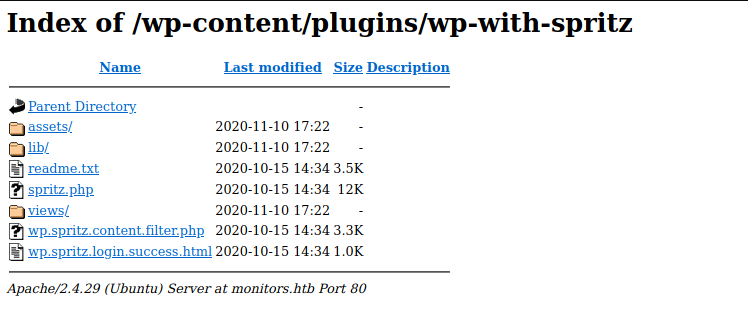 Index of /wp-content/plugins/wp-with-spritz
Name Last modified Size Description
Parent Directory -
assets/ 2020-11-10 17:22 -
lib/ 2020-11-10 17:22 -
readme.txt 2020-10-15 14:34 3.5K
spritz.php 2020-10-15 14:34 12K
views/ 2020-11-10 17:22 -
wp.spritz.content.filter.php 2020-10-15 14:34 3.3K
wp.spritz.login.success.html 2020-10-15 14:34 1.0K
Apache/2.4.29 (Ubuntu) Server at monitors.htb Port 80